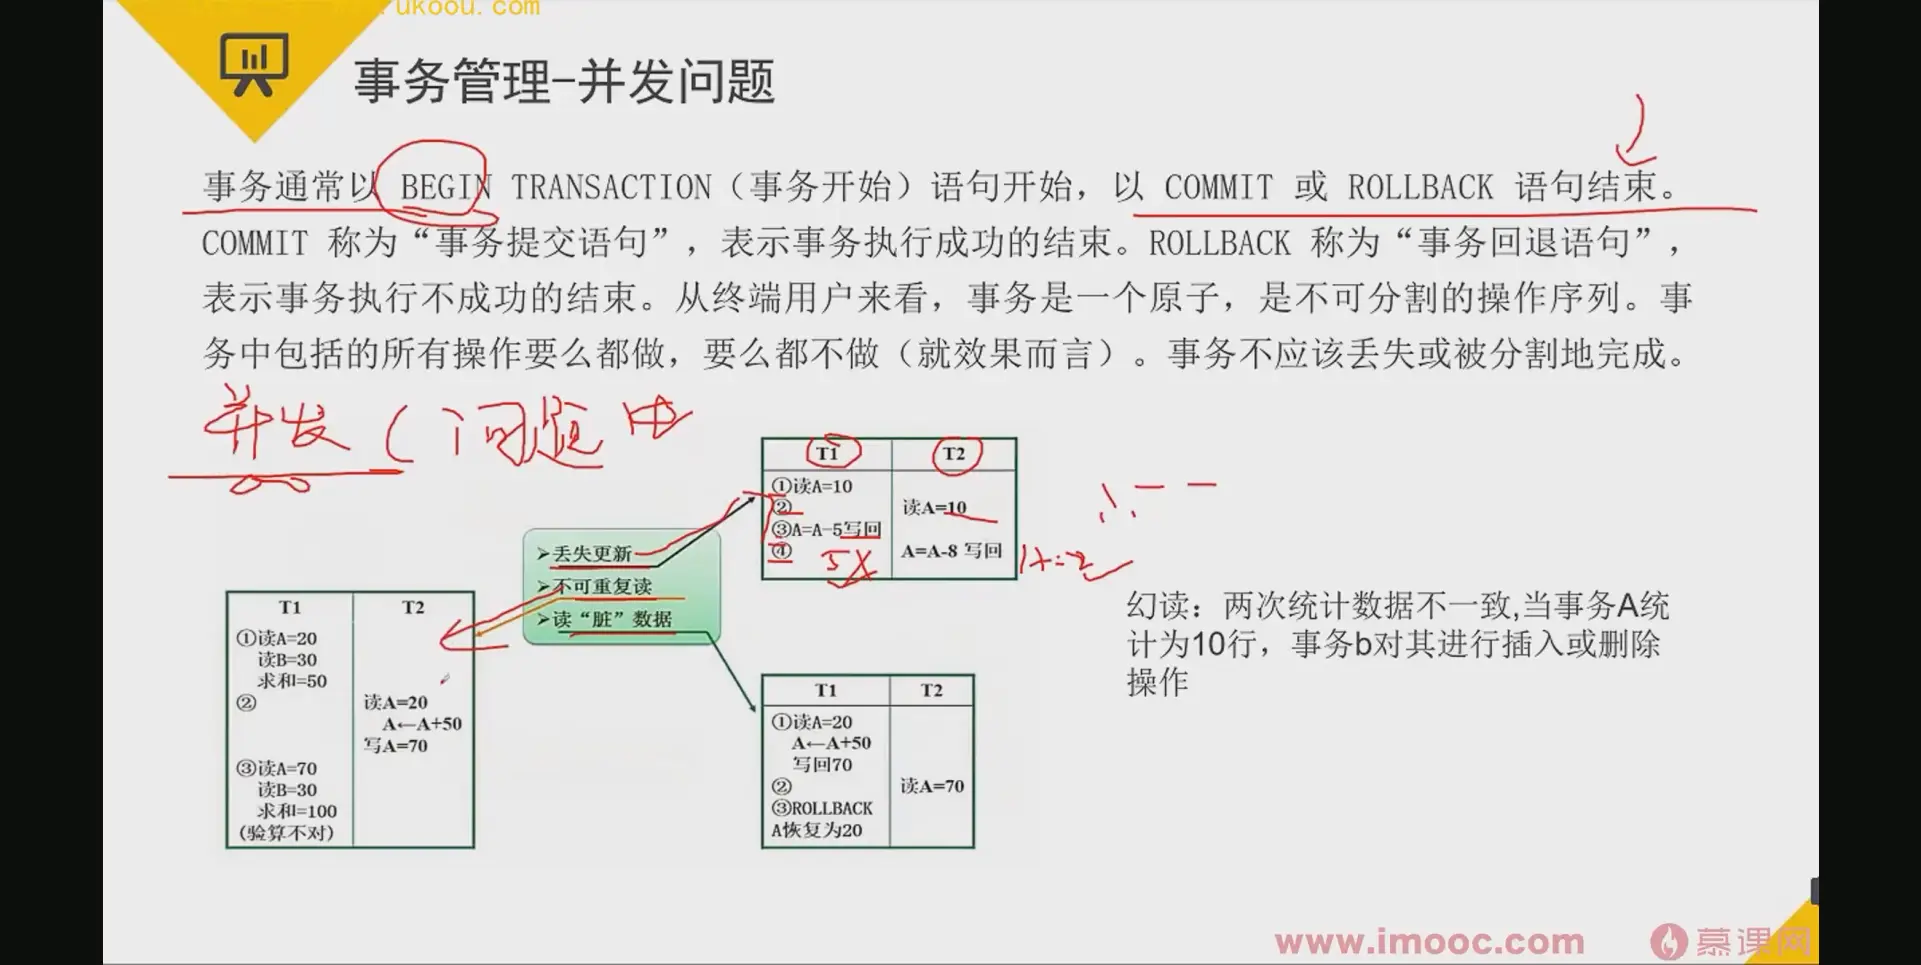 rukoou.com
事务管理-并发问题
事务通常以 BEGIN TRANSACTION（事务开始）语句开始，以 COMMIT 或 ROLLBACK 语句结束。
COMMIT 称为“事务提交语句”，表示事务执行成功的结束。ROLLBACK 称为“事务回退语句”，
表示事务执行不成功的结束。从终端用户来看，事务是一个原子，是不可分割的操作序列。事
务中包括的所有操作要么都做，要么都不做（就效果而言）。事务不应该丢失或被分割地完成。
并发(问题
T1 T2
①读A=10
② 读A=10
③A=A-5写回
④ A=A-8 写回
5X
A=2
➢丢失更新
➢不可重复读
➢读“脏”数据
T1 T2
①读A=20
读B=30
求和=50
② 读A=20
A←A+50
写A=70
③读A=70
读B=30
求和=100
(验算不对)
T1 T2
①读A=20
A←A+50
写回70
② 读A=70
③ROLLBACK
A恢复为20
幻读：两次统计数据不一致,当事务A统
计为10行，事务b对其进行插入或删除
操作
www.imooc.com
慕课网